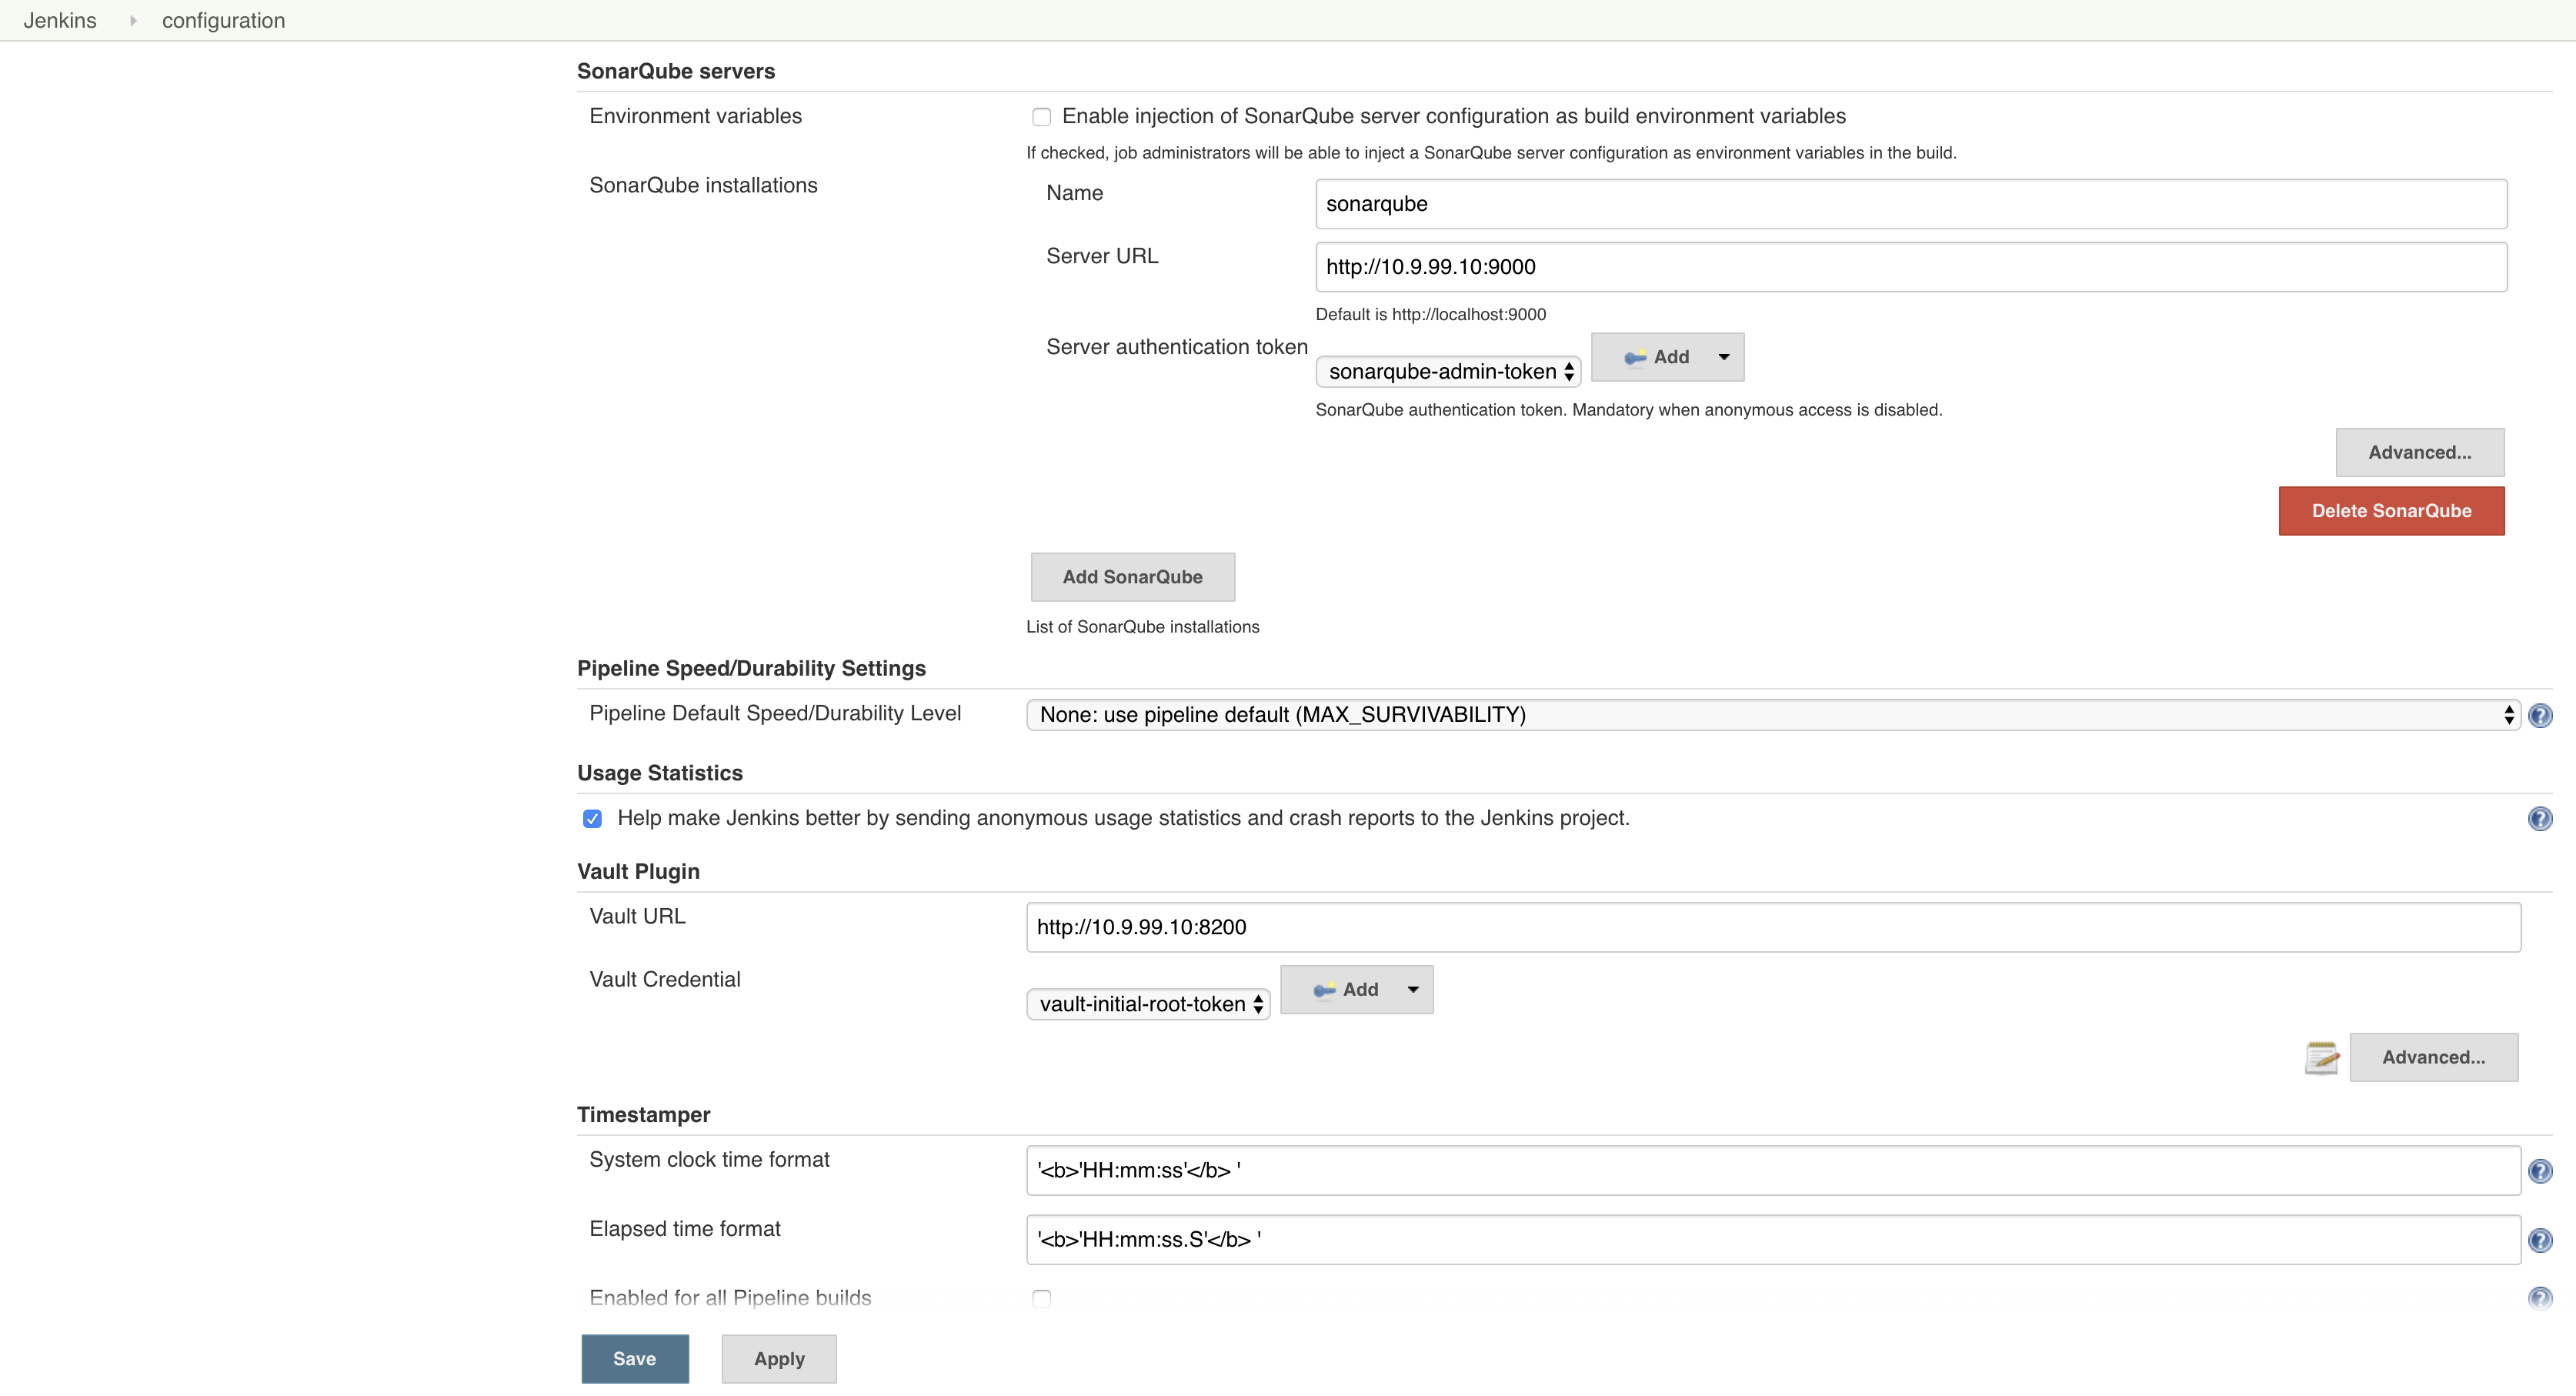 Jenkins configuration
SonarQube servers
Environment variables
Enable injection of SonarQube server configuration as build environment variables
If checked, job administrators will be able to inject a SonarQube server configuration as environment variables in the build.
SonarQube installations
Name
sonarqube
Server URL
http://10.9.99.10:9000
Default is http://localhost:9000
Server authentication token
sonarqube-admin-token
Add
SonarQube authentication token. Mandatory when anonymous access is disabled.
Advanced...
Delete SonarQube
Add SonarQube
List of SonarQube installations
Pipeline Speed/Durability Settings
Pipeline Default Speed/Durability Level
None: use pipeline default (MAX_SURVIVABILITY)
Usage Statistics
Help make Jenkins better by sending anonymous usage statistics and crash reports to the Jenkins project.
Vault Plugin
Vault URL
http://10.9.99.10:8200
Vault Credential
vault-initial-root-token
Add
Advanced...
Timestamper
System clock time format
'<b>'HH:mm:ss'</b> '
Elapsed time format
'<b>'HH:mm:ss.S'</b> '
Enabled for all Pipeline builds
Save
Apply